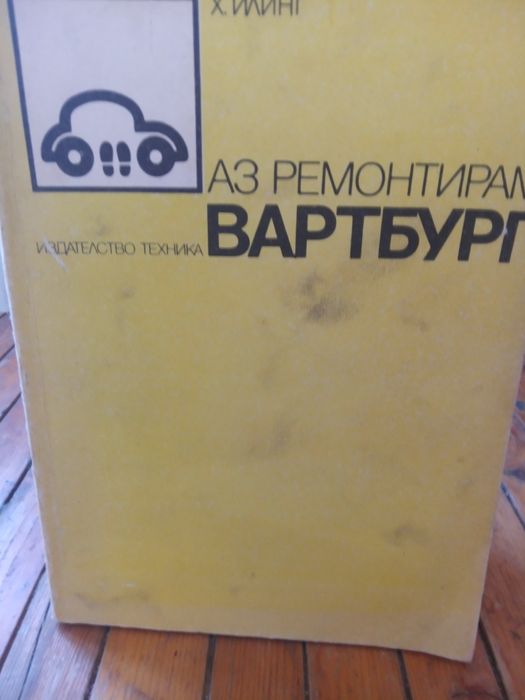 Х. ИЛИНГ
АЗ РЕМОНТИРАМ
ИЗДАТЕЛСТВО ТЕХНИКА ВАРТБУРГ